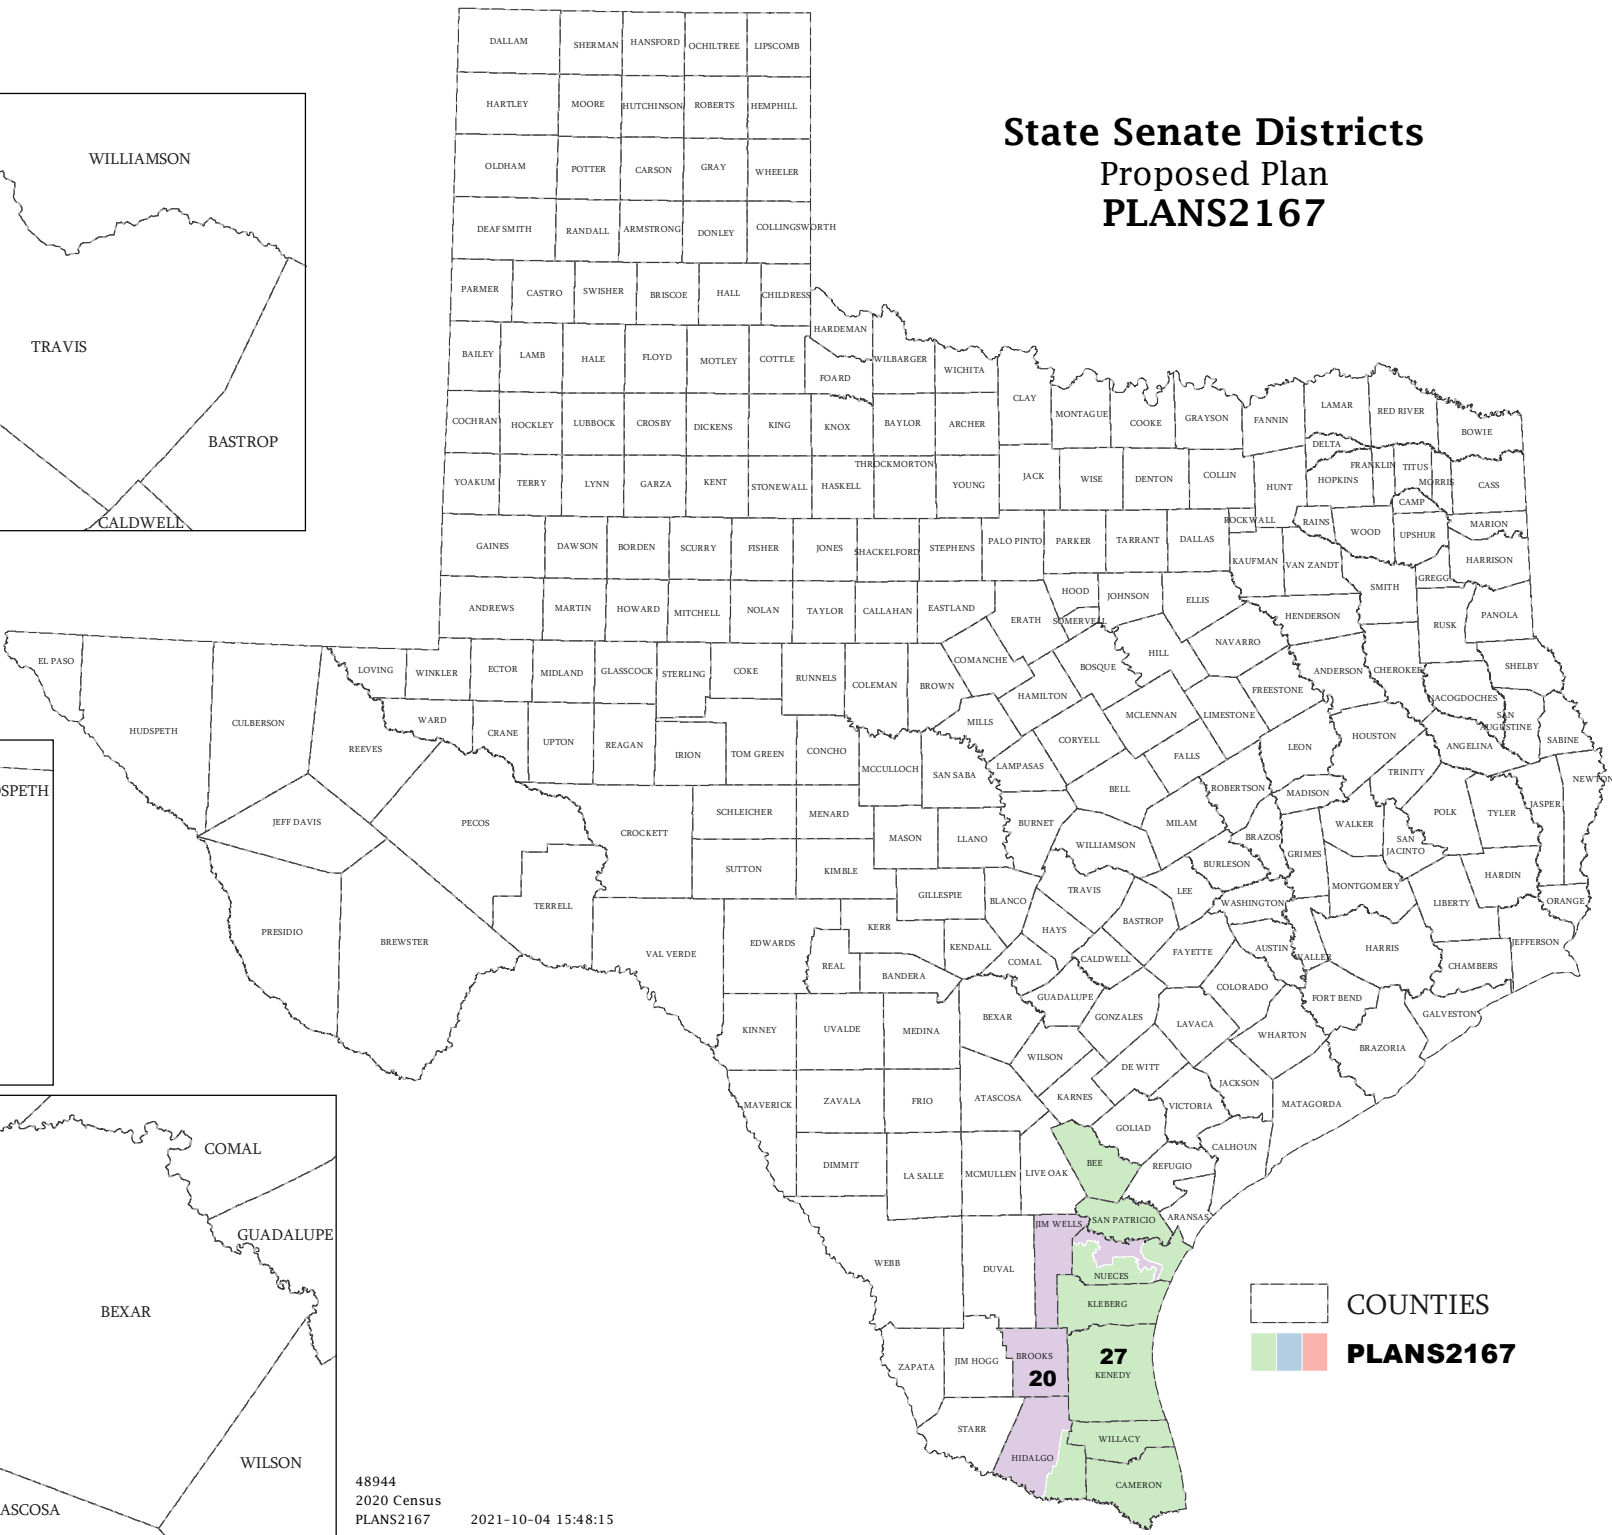 State Senate Districts
Proposed Plan
PLANS2167
WILLIAMSON
TRAVIS
BASTROP
CALDWELL
DALLAM SHERMAN HANSFORD OCHILTREE LIPSCOMB
HARTLEY MOORE HUTCHINSON ROBERTS HEMPHILL
OLDHAM POTTER CARSON GRAY WHEELER
DEAF SMITH RANDALL ARMSTRONG DONLEY COLLINGSWORTH
PARMER CASTRO SWISHER BRISCOE HALL CHILDRESS
HARDEMAN
BAILEY LAMB HALE FLOYD MOTLEY COTTLE FOARD WILBARGER WICHITA
CLAY MONTAGUE COOKE GRAYSON FANNIN LAMAR RED RIVER BOWIE
DELTA
COCHRAN HOCKLEY LUBBOCK CROSBY DICKENS KING KNOX BAYLOR ARCHER
THROCKMORTON
YOAKUM TERRY LYNN GARZA KENT STONEWALL HASKELL YOUNG JACK WISE DENTON COLLIN HUNT HOPKINS FRANKLIN TITUS MORRIS CASS
CAMP
ROCKWALL RAINS WOOD UPSHUR MARION
GAINES DAWSON BORDEN SCURRY FISHER JONES SHACKELFORD STEPHENS PALO PINTO PARKER TARRANT DALLAS KAUFMAN VAN ZANDT HARRISON
SMITH GREGG
ANDREWS MARTIN HOWARD MITCHELL NOLAN TAYLOR CALLAHAN EASTLAND ERATH HOOD SOMERVELL JOHNSON ELLIS HENDERSON RUSK PANOLA
NAVARRO
EL PASO LOVING WINKLER ECTOR MIDLAND GLASSCOCK STERLING COKE RUNNELS COLEMAN BROWN COMANCHE BOSQUE HILL ANDERSON CHEROKEE SHELBY
HAMILTON FREESTONE NACOGDOCHES
HUDSPETH CULBERSON REEVES WARD CRANE UPTON REAGAN IRION TOM GREEN CONCHO MILLS MCLENNAN LIMESTONE SAN
AUGUSTINE
SABINE
CORYELL FALLS LEON HOUSTON ANGELINA
MCCULLOCH SAN SABA LAMPASAS BELL ROBERTSON MADISON TRINITY NEWTON
JEFF DAVIS PECOS CROCKETT SCHLEICHER MENARD MASON LLANO BURNET MILAM BRAZOS WALKER POLK TYLER JASPER
WILLIAMSON GRIMES SAN
JACINTO
SUTTON KIMBLE BURLESON HARDIN
TERRELL GILLESPIE BLANCO TRAVIS LEE WASHINGTON MONTGOMERY LIBERTY ORANGE
PRESIDIO BREWSTER VAL VERDE EDWARDS KERR KENDALL HAYS BASTROP FAYETTE AUSTIN WALLER HARRIS JEFFERSON
REAL BANDERA COMAL CALDWELL COLORADO CHAMBERS
GUADALUPE FORT BEND
KINNEY UVALDE MEDINA BEXAR GONZALES LAVACA WHARTON GALVESTON
WILSON DE WITT BRAZORIA
MAVERICK ZAVALA FRIO ATASCOSA KARNES JACKSON MATAGORDA
VICTORIA
GOLIAD
DIMMIT LA SALLE MCMULLEN LIVE OAK BEE REFUGIO CALHOUN
JIM WELLS SAN PATRICIO ARANSAS
WEBB DUVAL NUECES
KLEBERG
ZAPATA JIM HOGG BROOKS
20
27
KENEDY
STARR HIDALGO WILLACY
CAMERON
SPETH
COMAL
GUADALUPE
BEXAR
WILSON
ASCOSA
COUNTIES
PLANS2167
48944
2020 Census
PLANS2167 2021-10-04 15:48:15